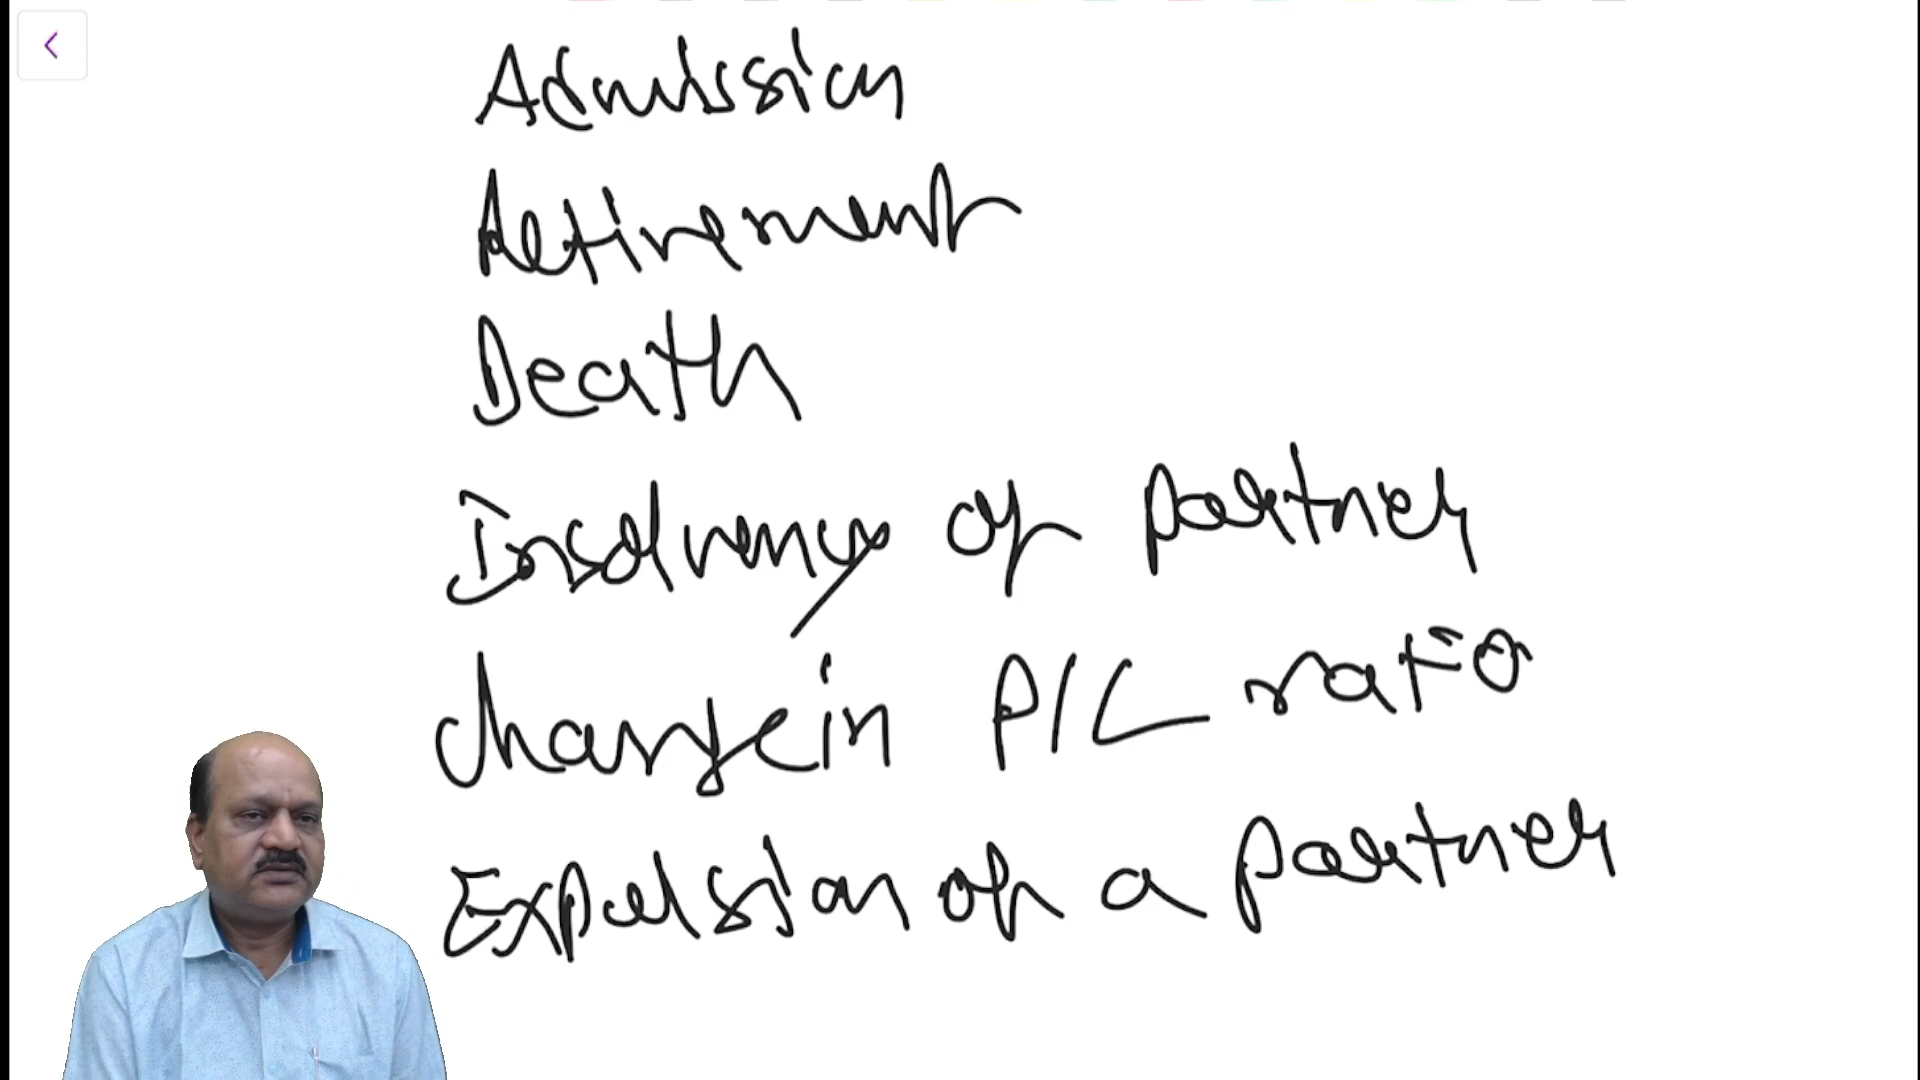 Admission
Retirement
Death
Insolvency of partner
change in P/L ratio
Expulsion of a partner